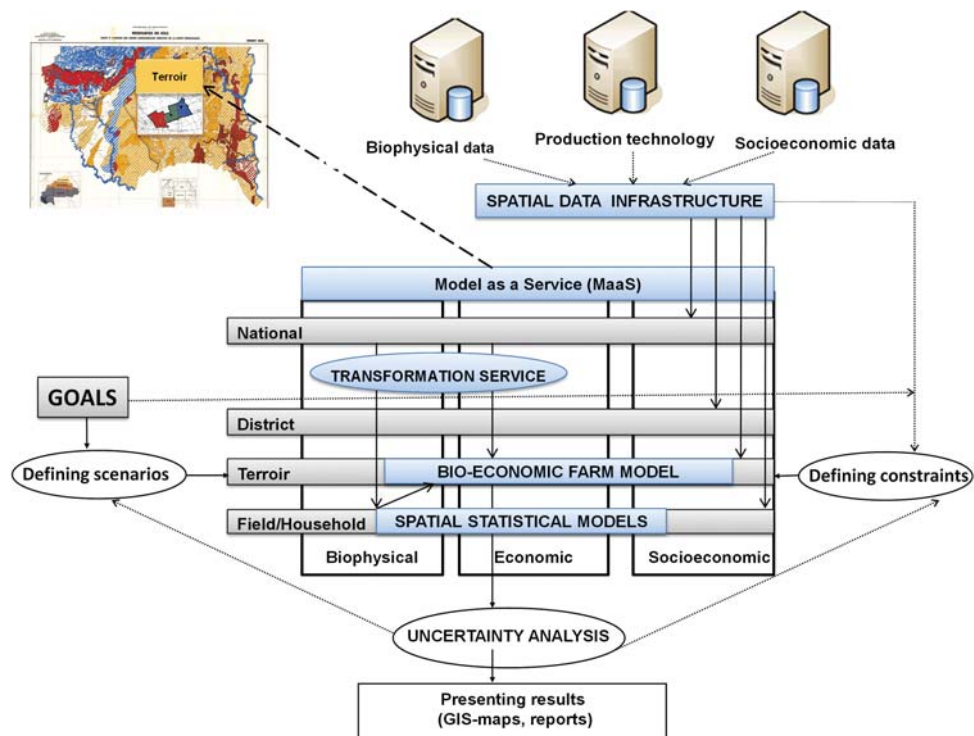 Terroir
Biophysical data
Production technology
Socioeconomic data
SPATIAL DATA INFRASTRUCTURE
Model as a Service (MaaS)
National
TRANSFORMATION SERVICE
GOALS
District
Defining scenarios
Terroir
BIO-ECONOMIC FARM MODEL
Defining constraints
Field/Household
SPATIAL STATISTICAL MODELS
Biophysical
Economic
Socioeconomic
UNCERTAINTY ANALYSIS
Presenting results
(GIS-maps, reports)